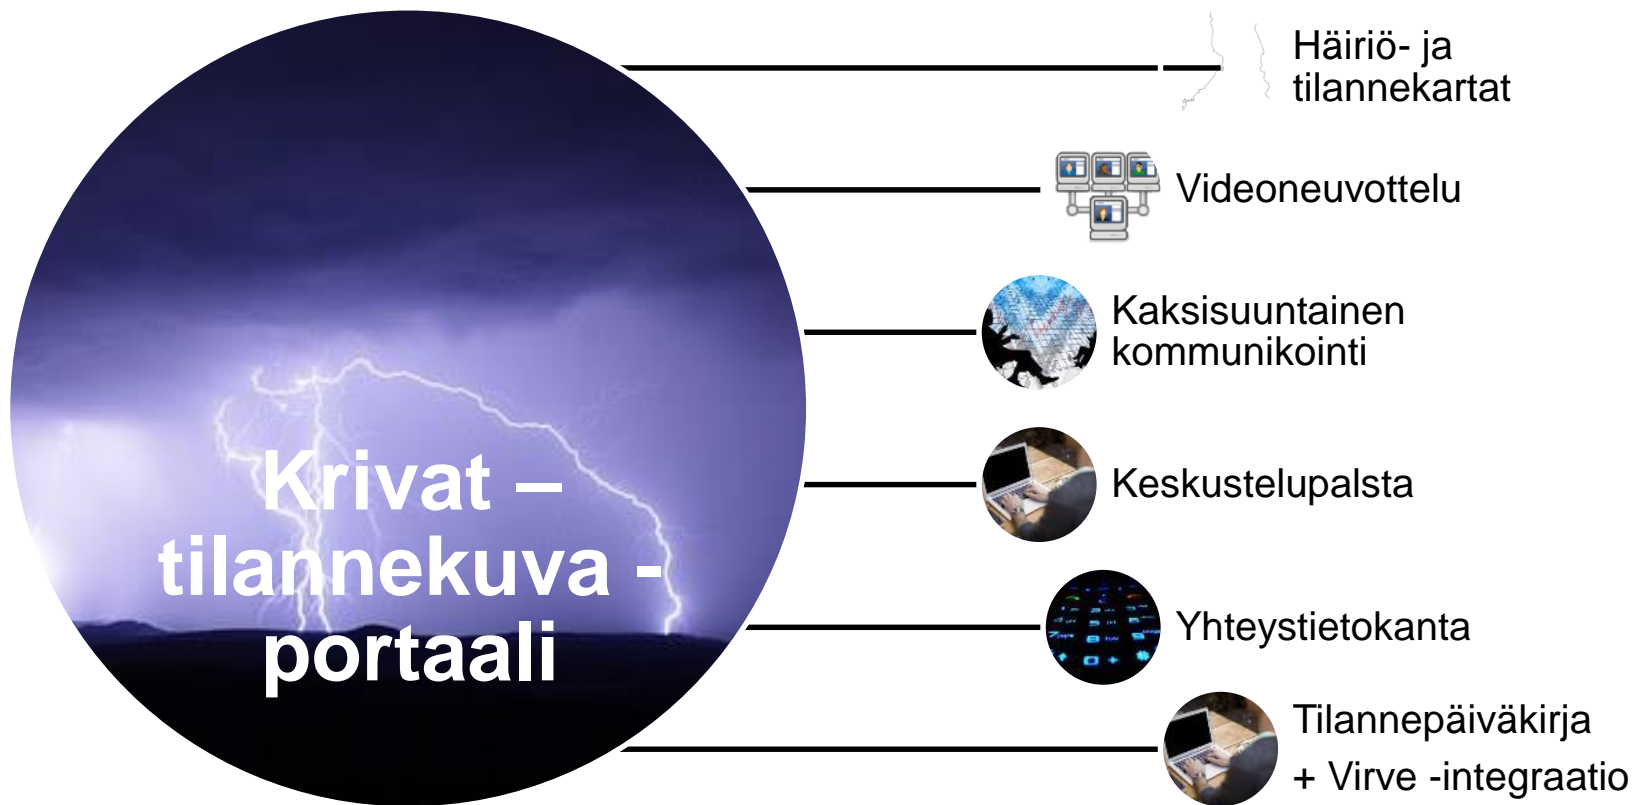 Krivat –
tilannekuva -
portaali
Häiriö- ja
tilannekartat
Videoneuvottelu
Kaksisuuntainen
kommunikointi
Keskustelupalsta
Yhteystietokanta
Tilannepäiväkirja
+ Virve -integraatio